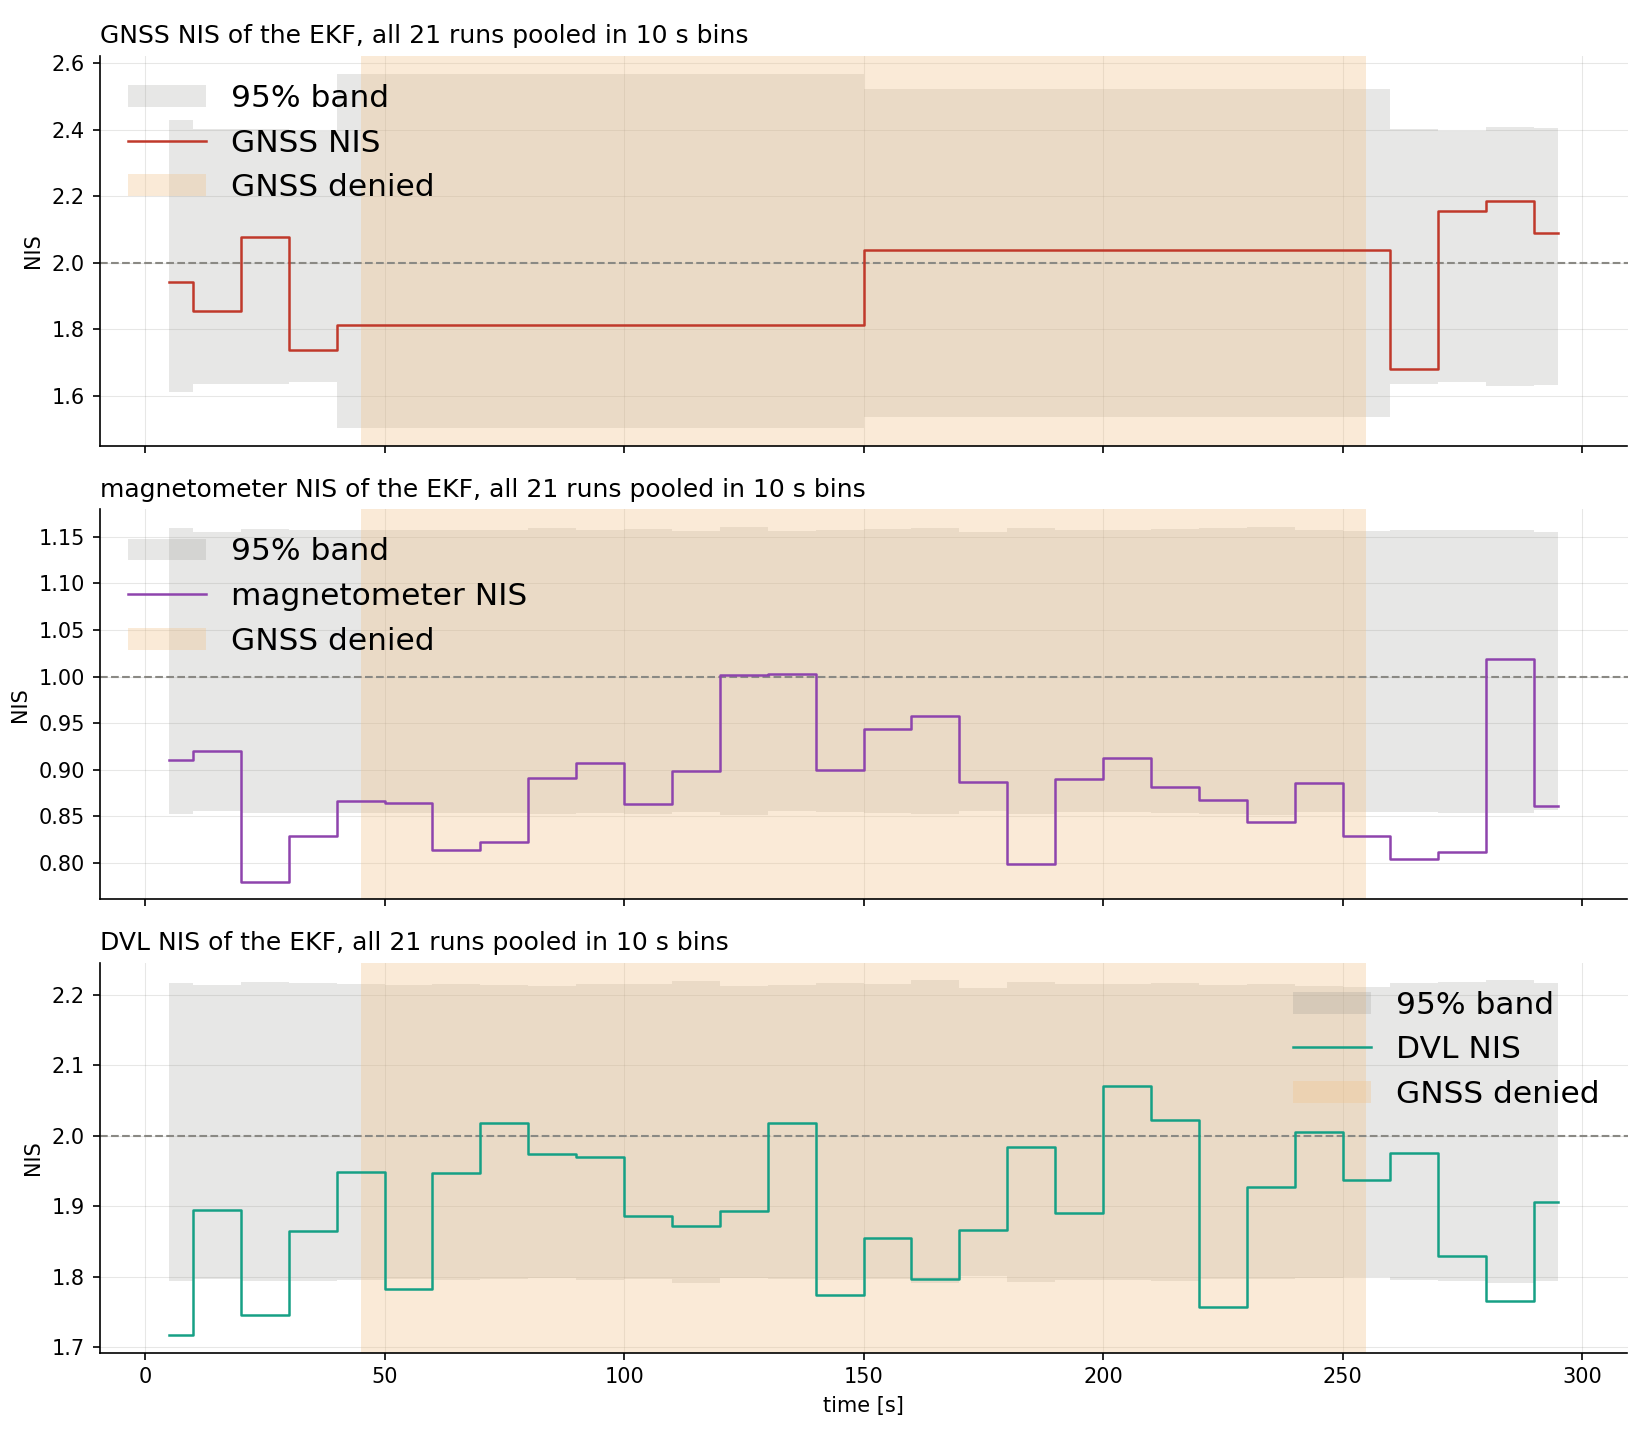 GNSS NIS of the EKF, all 21 runs pooled in 10 s bins
2.6
2.4
2.2
2.0
1.8
1.6
NIS
95% band
GNSS NIS
GNSS denied
magnetometer NIS of the EKF, all 21 runs pooled in 10 s bins
1.15
1.10
1.05
1.00
0.95
0.90
0.85
0.80
NIS
95% band
magnetometer NIS
GNSS denied
DVL NIS of the EKF, all 21 runs pooled in 10 s bins
2.2
2.1
2.0
1.9
1.8
1.7
NIS
95% band
DVL NIS
GNSS denied
0 50 100 150 200 250 300
time [s]